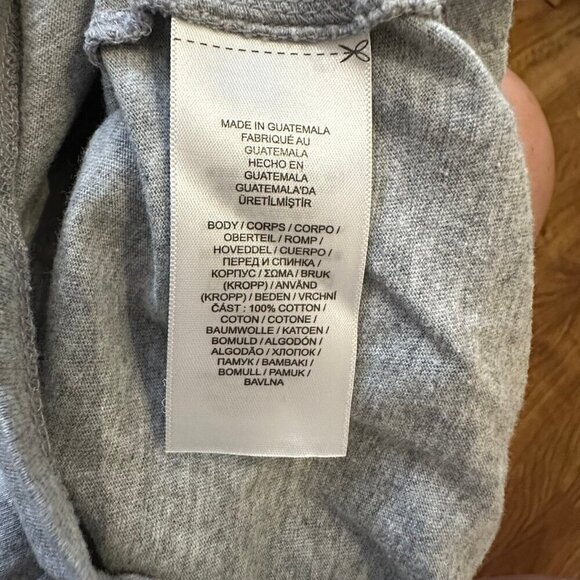 MADE IN GUATEMALA
FABRIQUÉ AU
GUATEMALA
HECHO EN
GUATEMALA
GUATEMALA'DA
ÜRETİLMİŞTİR
BODY / CORPS / CORPO /
OBERTEIL / ROMP /
HOVEDDEL / CUERPO /
ПЕРЕД И СПИНКА /
КОРПУС / ΣΩΜΑ / BRUK
(KROPP) / ANVÄND
(KROPP) / BEDEN / VRCHNÍ
ČÁST : 100% COTTON /
COTON / COTONE /
BAUMWOLLE / KATOEN /
BOMULD / ALGODÓN /
ALGODÃO / ХЛОПОК /
ПАМУК / ΒΑΜΒΑΚΙ /
BOMULL / PAMUK /
BAVLNA